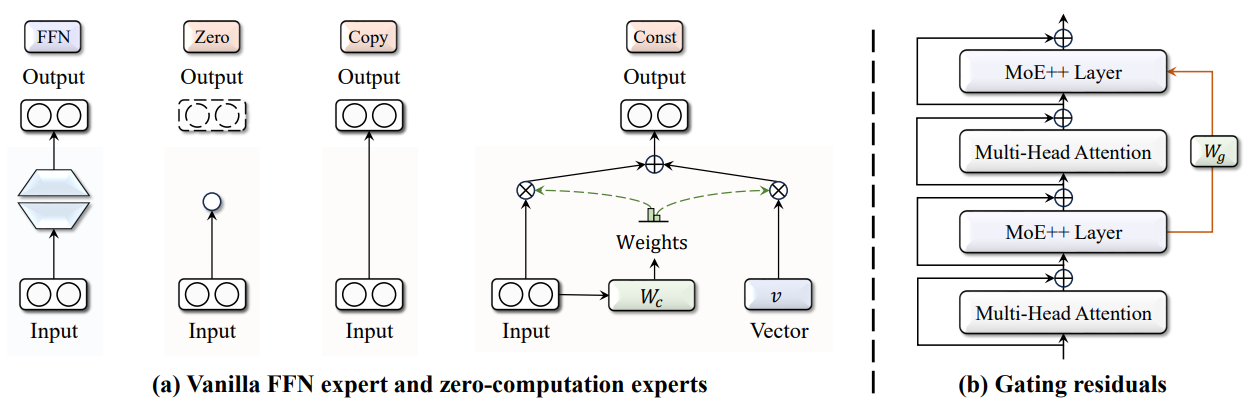 FFN
Zero
Copy
Const
Output
Output
Output
Output
Weights
W_c
v
Input
Input
Input
Input
Vector
(a) Vanilla FFN expert and zero-computation experts
MoE++ Layer
Multi-Head Attention
W_g
MoE++ Layer
Multi-Head Attention
(b) Gating residuals